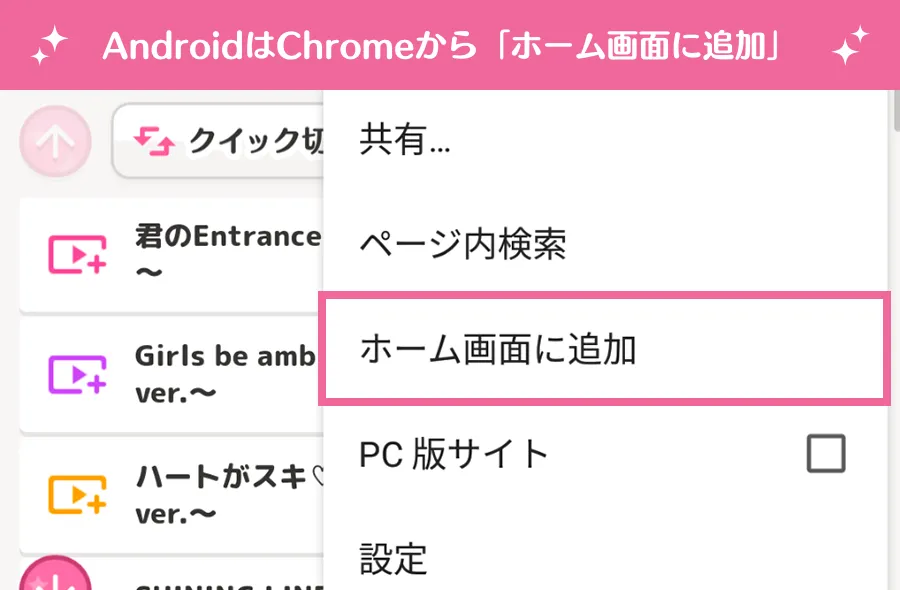 AndroidはChromeから「ホーム画面に追加」
クイック切
共有...
君のEntrance
～
ページ内検索
Girls be amb
ver.～
ホーム画面に追加
ハートがスキ♡
ver.～
PC 版サイト
設定
SHINING LINE